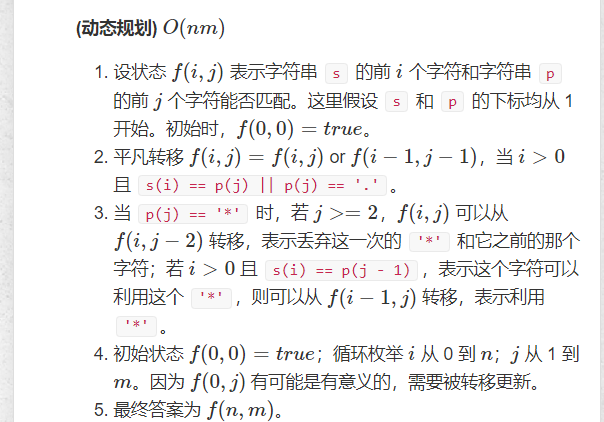 (动态规划) O(nm)
1. 设状态 f(i, j) 表示字符串 s 的前 i 个字符和字符串 p
的前 j 个字符能否匹配。这里假设 s 和 p 的下标均从 1
开始。初始时，f(0, 0) = true。
2. 平凡转移 f(i, j) = f(i, j) or f(i − 1, j − 1)，当 i > 0
且 s(i) == p(j) || p(j) == '.' 。
3. 当 p(j) == '*' 时，若 j >= 2，f(i, j) 可以从
f(i, j − 2) 转移，表示丢弃这一次的 '*' 和它之前的那个
字符；若 i > 0 且 s(i) == p(j - 1) ，表示这个字符可以
利用这个 '*' ，则可以从 f(i − 1, j) 转移，表示利用
'*' 。
4. 初始状态 f(0, 0) = true；循环枚举 i 从 0 到 n；j 从 1 到
m。因为 f(0, j) 有可能是有意义的，需要被转移更新。
5. 最终答案为 f(n, m)。